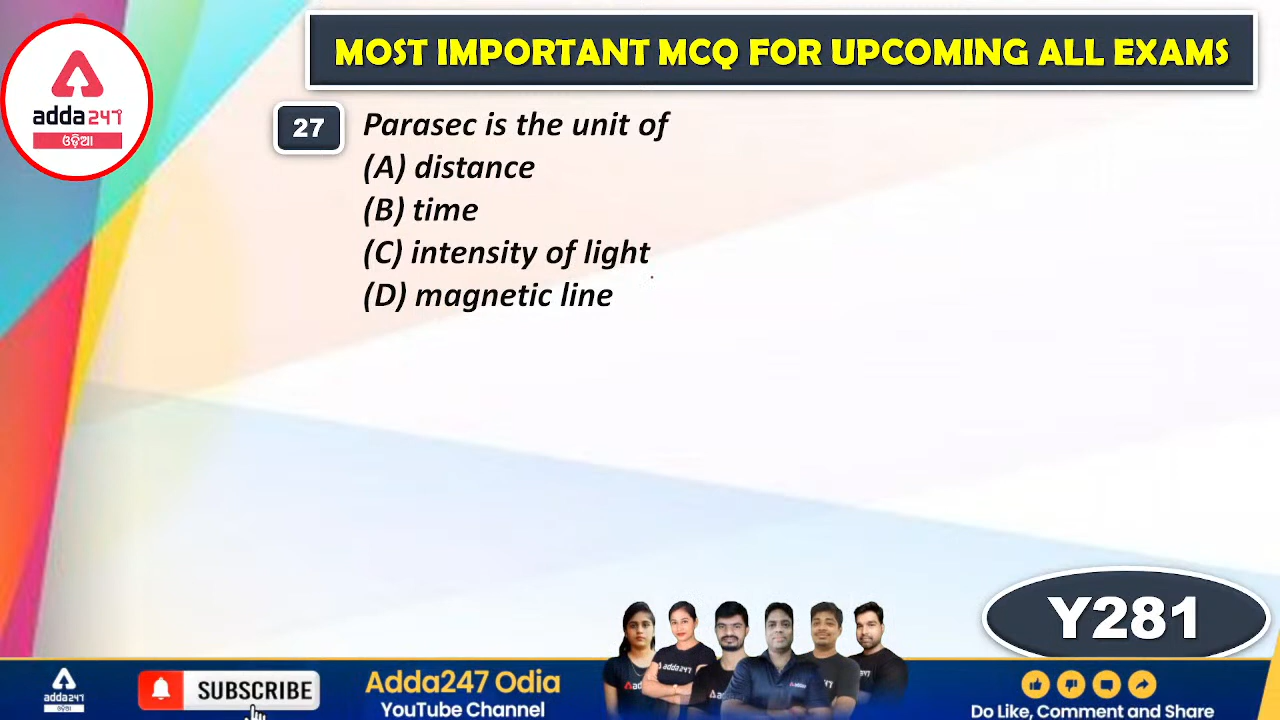 MOST IMPORTANT MCQ FOR UPCOMING ALL EXAMS
adda247
ଓଡ଼ିଆ
27
Parasec is the unit of
(A) distance
(B) time
(C) intensity of light
(D) magnetic line
Y281
adda247
ଓଡ଼ିଆ
SUBSCRIBE
Adda247 Odia
YouTube Channel
adda247
Do Like, Comment and Share